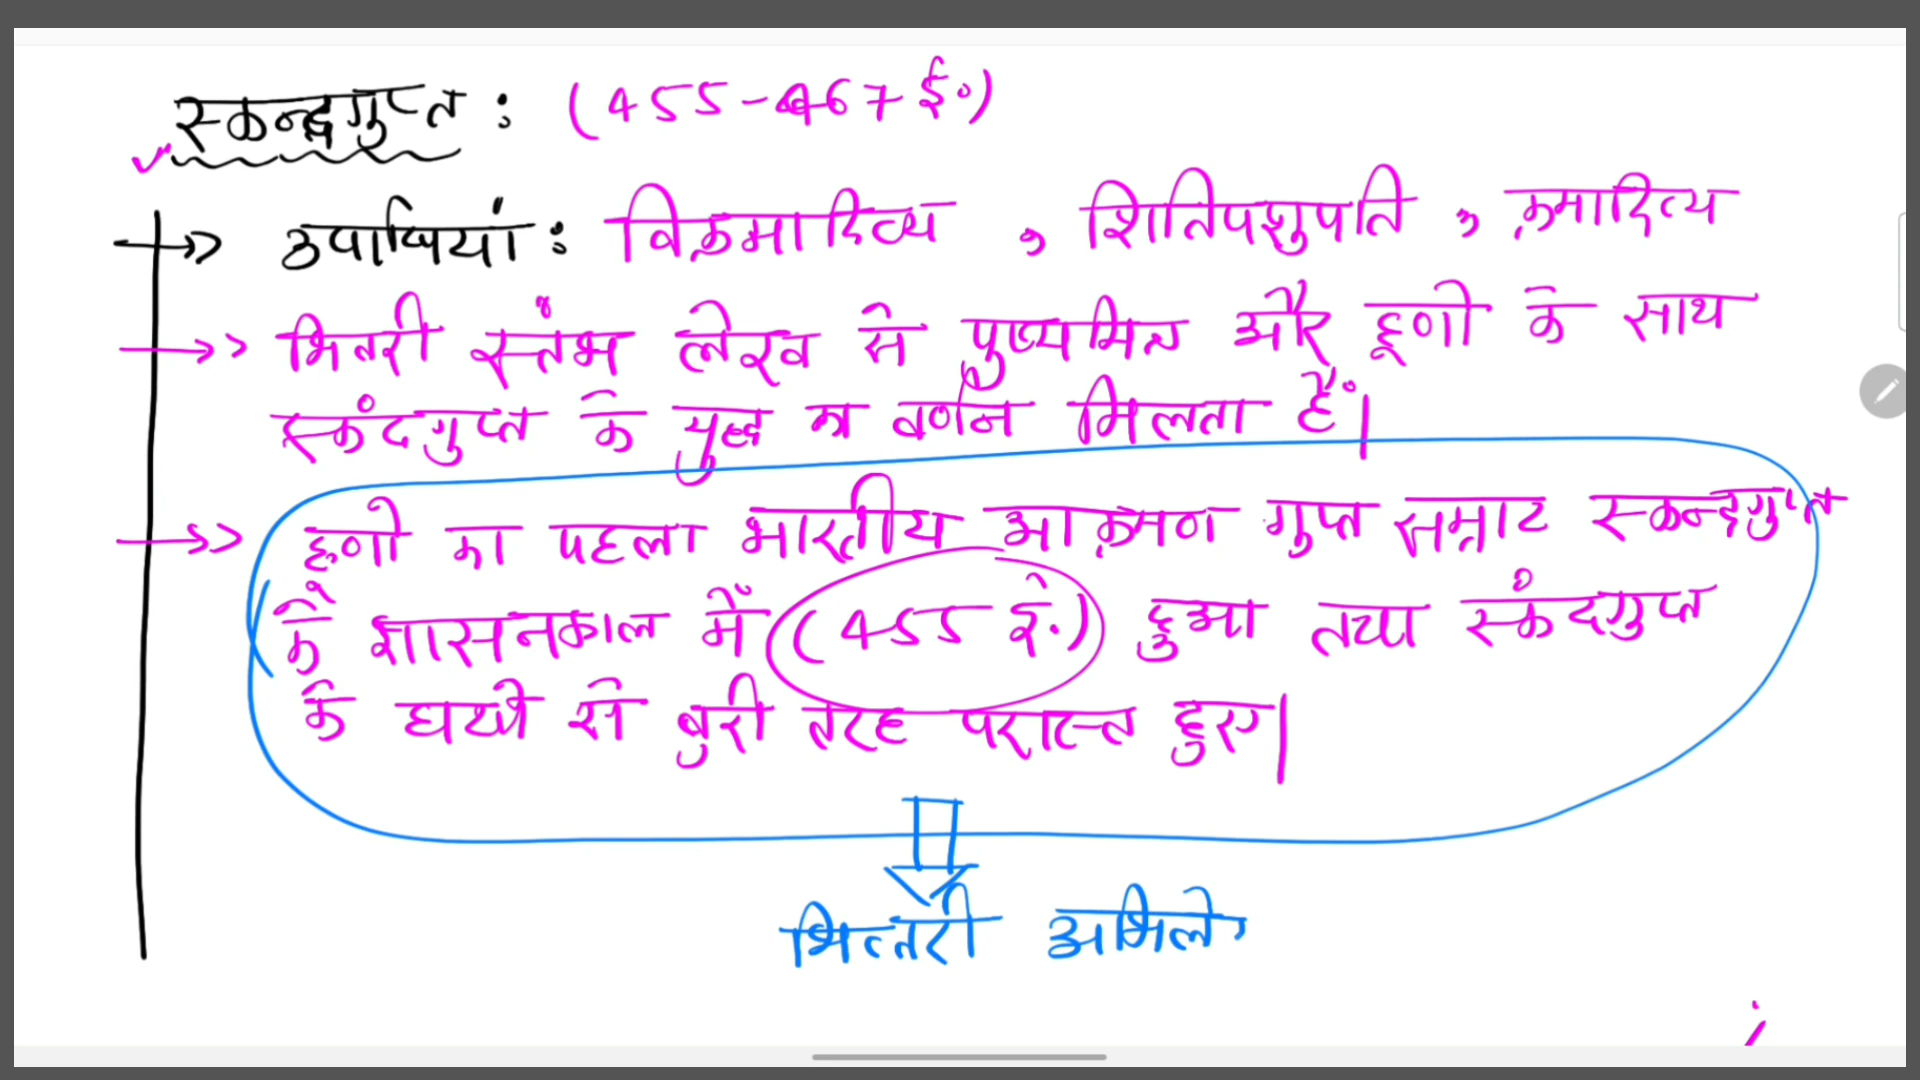 स्कन्दगुप्त : (455-467 ई०)
उपाधियां : विक्रमादित्य , शितिपशुपति , क्रमादित्य
भितरी स्तंभ लेख से पुष्यमित्र और हूणो के साथ
स्कंदगुप्त के युद्ध का वर्णन मिलता हैं।
हूणो का पहला भारतीय आक्रमण गुप्त सम्राट स्कन्दगुप्त
के शासनकाल में (455 ई.) हुआ तथा स्कंदगुप्त
के हाथो से बुरी तरह परास्त हुए।
भित्तरी अभिले